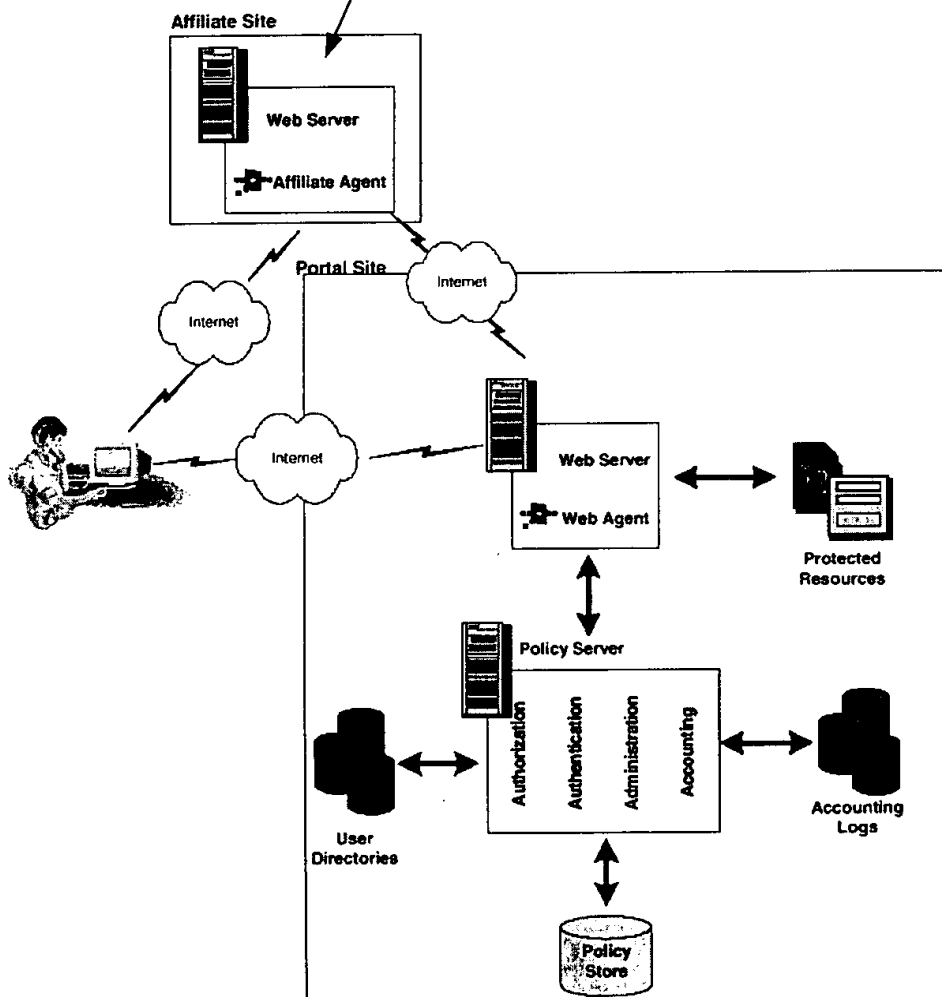 Affiliate Site
Web Server
Affiliate Agent
Portal Site
Internet
Internet
Internet
Web Server
Web Agent
Protected
Resources
Policy Server
Authorization
Authentication
Administration
Accounting
User
Directories
Accounting
Logs
Policy
Store